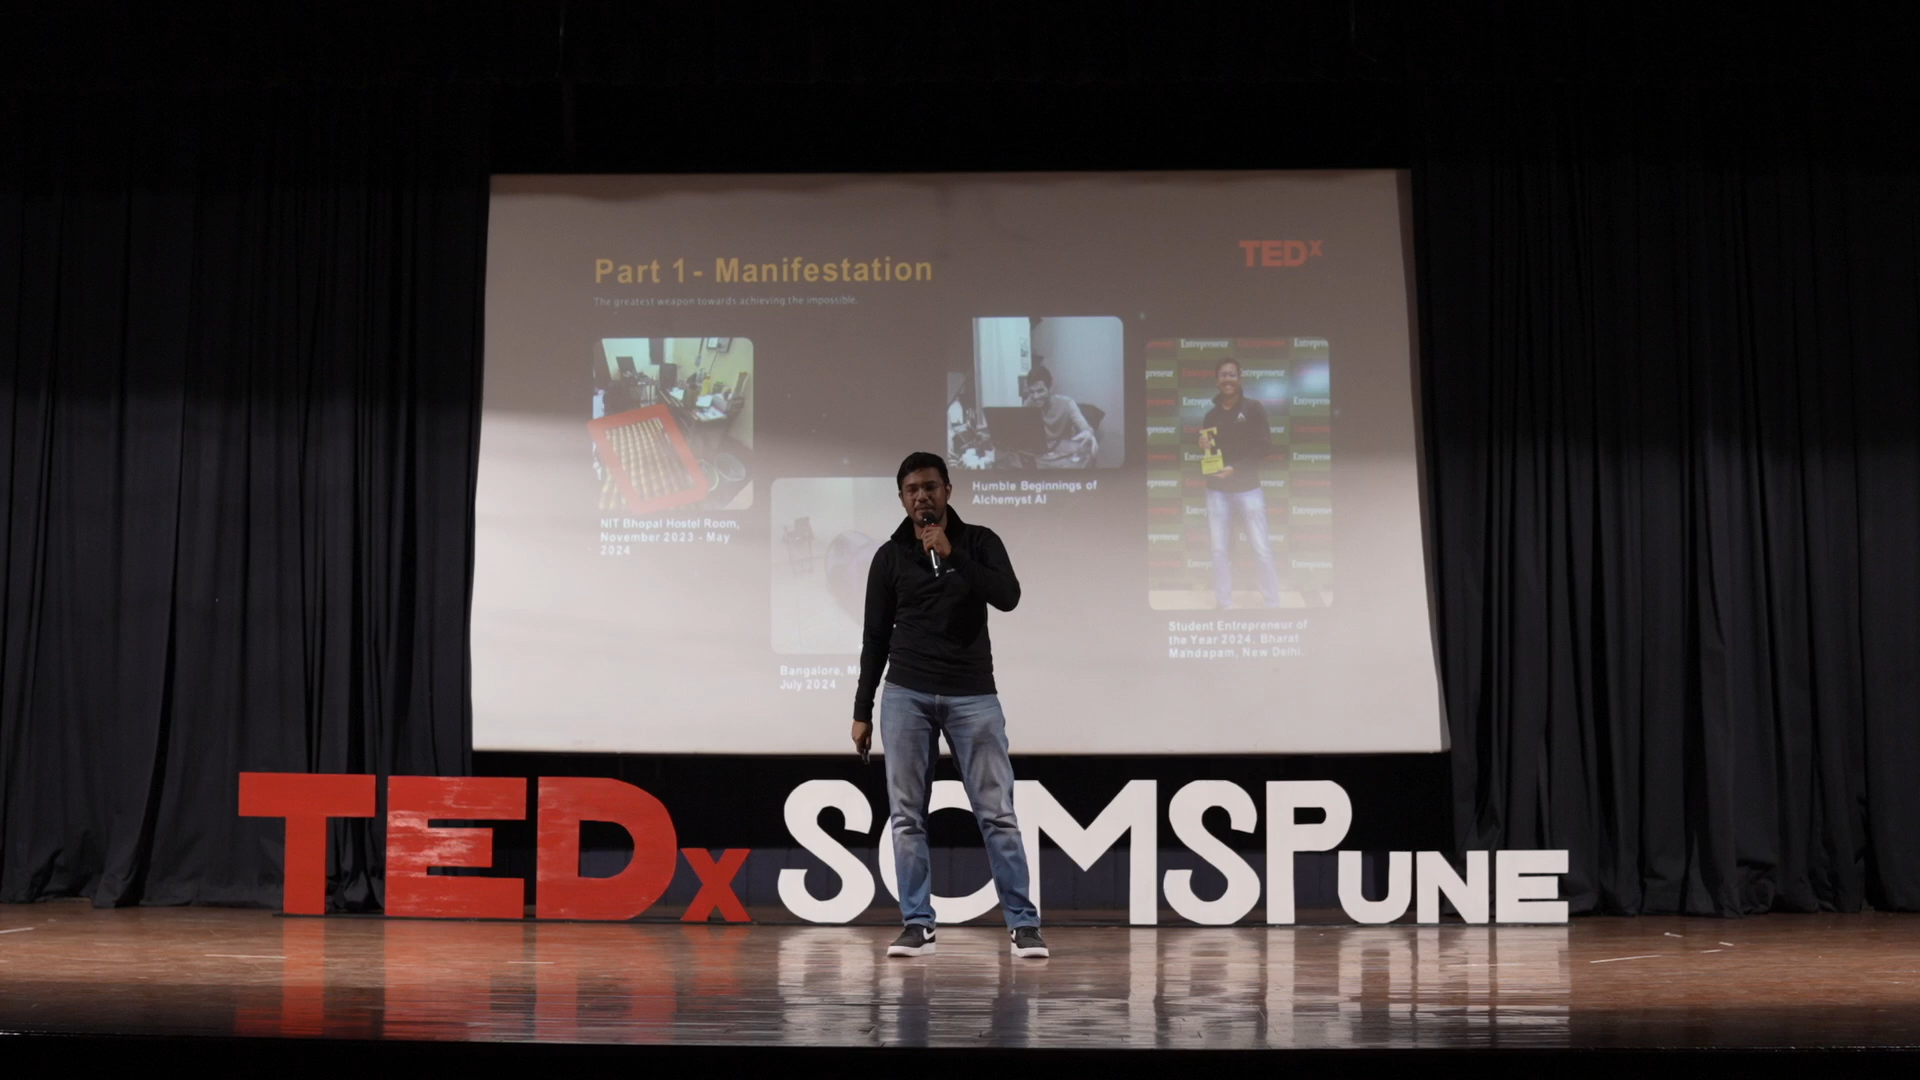 Part 1- Manifestation
TEDx
The greatest weapon towards achieving the impossible.
Entrepreneur
Humble Beginnings of
Alchemyst AI
NIT Bhopal Hostel Room,
November 2023 - May
2024
Student Entrepreneur of
the Year 2024, Bharat
Mandapam, New Delhi.
Bangalore,
July 2024
TEDx SCMSPUNE